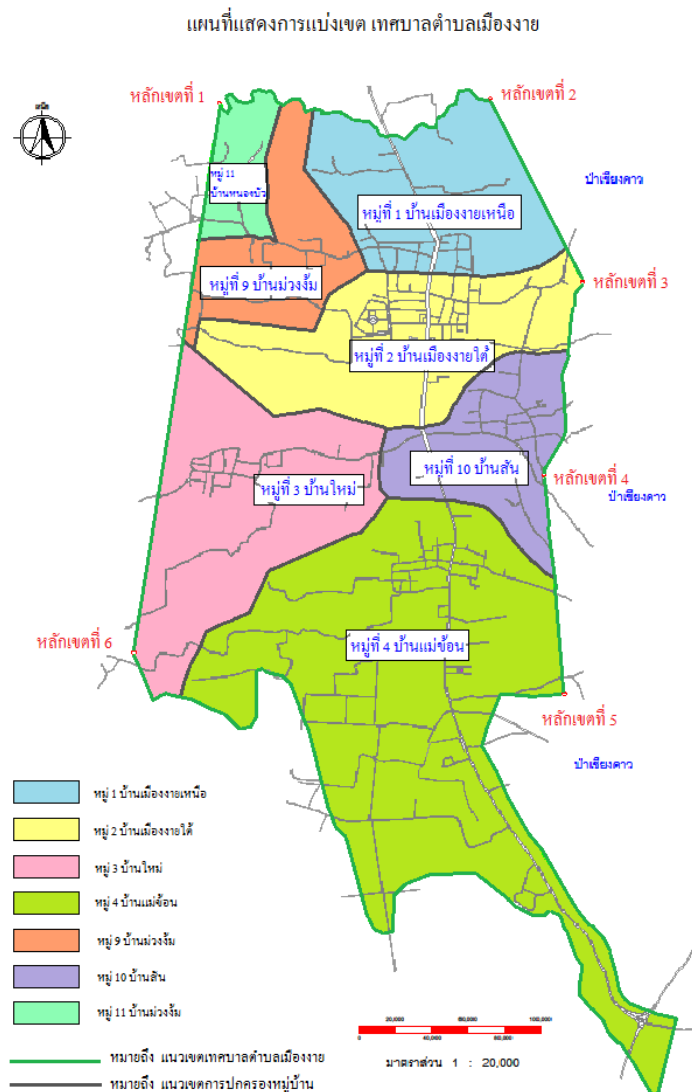 แผนที่แสดงการแบ่งเขต เทศบาลตำบลเมืองงาย
หลักเขตที่ 1
หลักเขตที่ 2
เหนือ
หมู่ 11
บ้านหนองบัว
ป่าเชียงดาว
หมู่ที่ 1 บ้านเมืองงายเหนือ
หมู่ที่ 9 บ้านม่วงง้ม
หลักเขตที่ 3
หมู่ที่ 2 บ้านเมืองงายใต้
หมู่ที่ 10 บ้านสัน
หลักเขตที่ 4
หมู่ที่ 3 บ้านใหม่
ป่าเชียงดาว
หลักเขตที่ 6
หมู่ที่ 4 บ้านแม่ข้อน
หลักเขตที่ 5
ป่าเชียงดาว
หมู่ 1 บ้านเมืองงายเหนือ
หมู่ 2 บ้านเมืองงายใต้
หมู่ 3 บ้านใหม่
หมู่ 4 บ้านแม่ข้อน
หมู่ 9 บ้านม่วงง้ม
หมู่ 10 บ้านสัน
หมู่ 11 บ้านม่วงง้ม
20,000 60,000 100,000
0 40,000 80,000
มาตราส่วน 1 : 20,000
หมายถึง แนวเขตเทศบาลตำบลเมืองงาย
หมายถึง แนวเขตการปกครองหมู่บ้าน